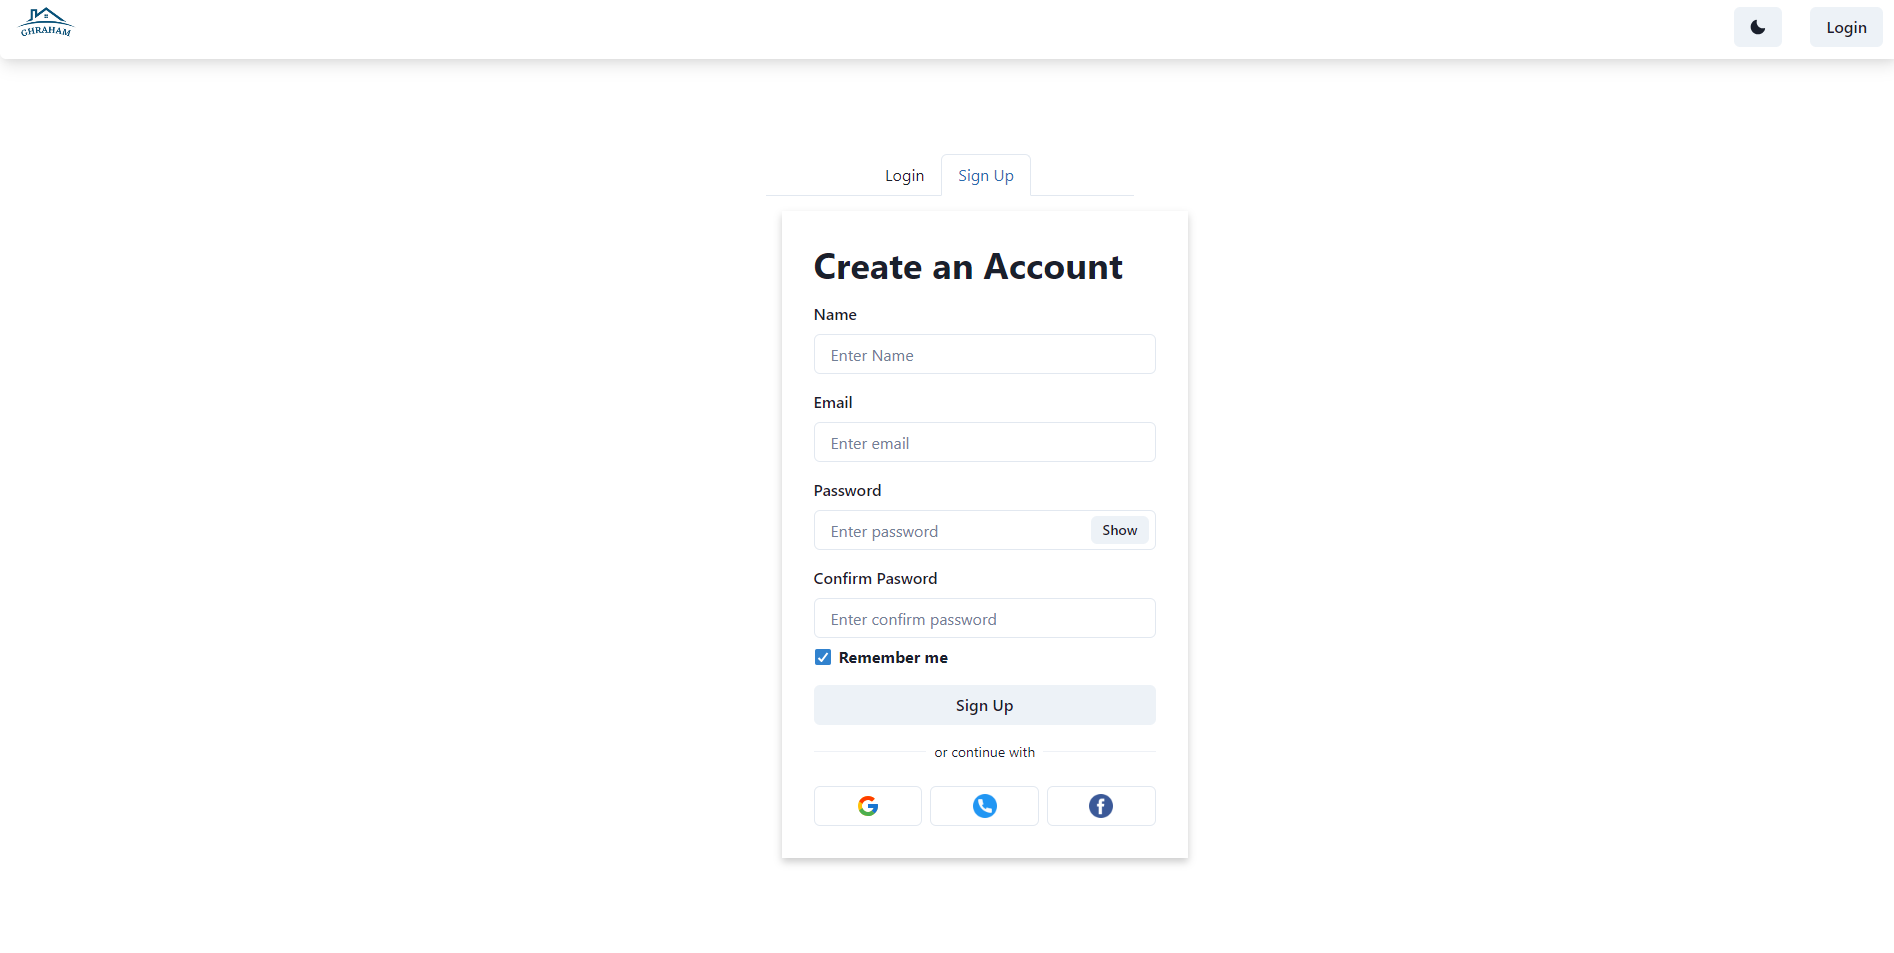 GHRAHAM
Login
Login
Sign Up
Create an Account
Name
Enter Name
Email
Enter email
Password
Enter password
Show
Confirm Pasword
Enter confirm password
Remember me
Sign Up
or continue with